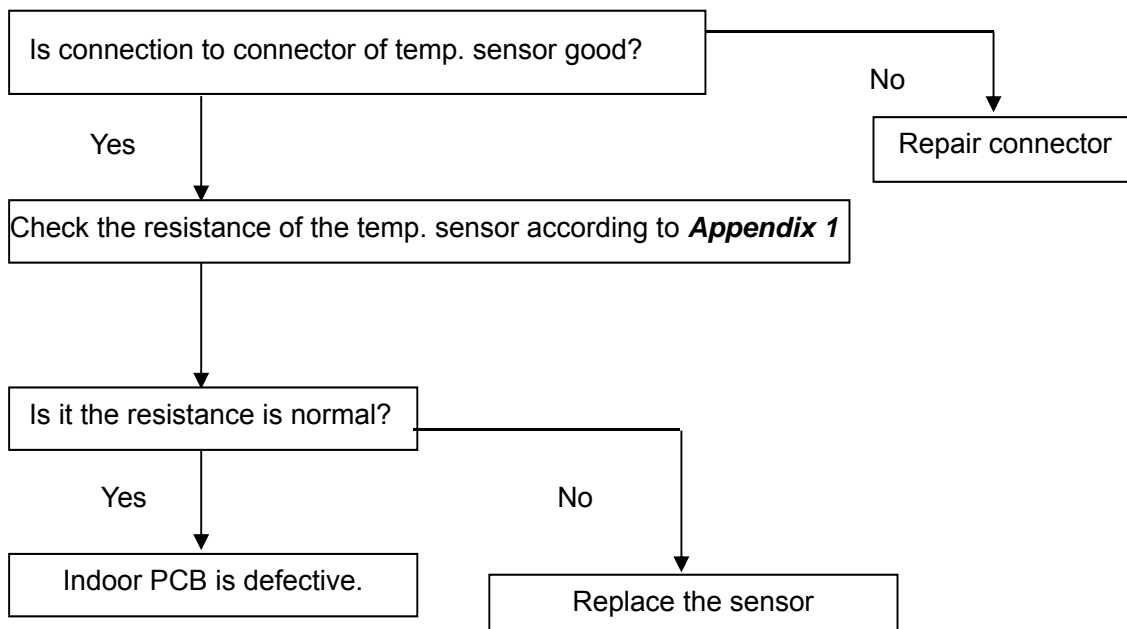 Is connection to connector of temp. sensor good?
No
Yes
Repair connector
Check the resistance of the temp. sensor according to Appendix 1
Is it the resistance is normal?
Yes
No
Indoor PCB is defective.
Replace the sensor